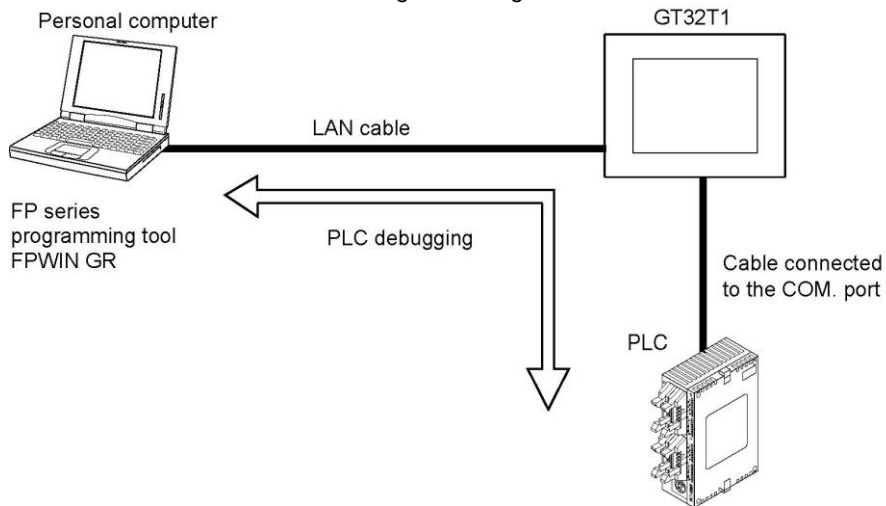 Personal computer
GT32T1
LAN cable
FP series
programming tool
FPWIN GR
PLC debugging
Cable connected
to the COM. port
PLC